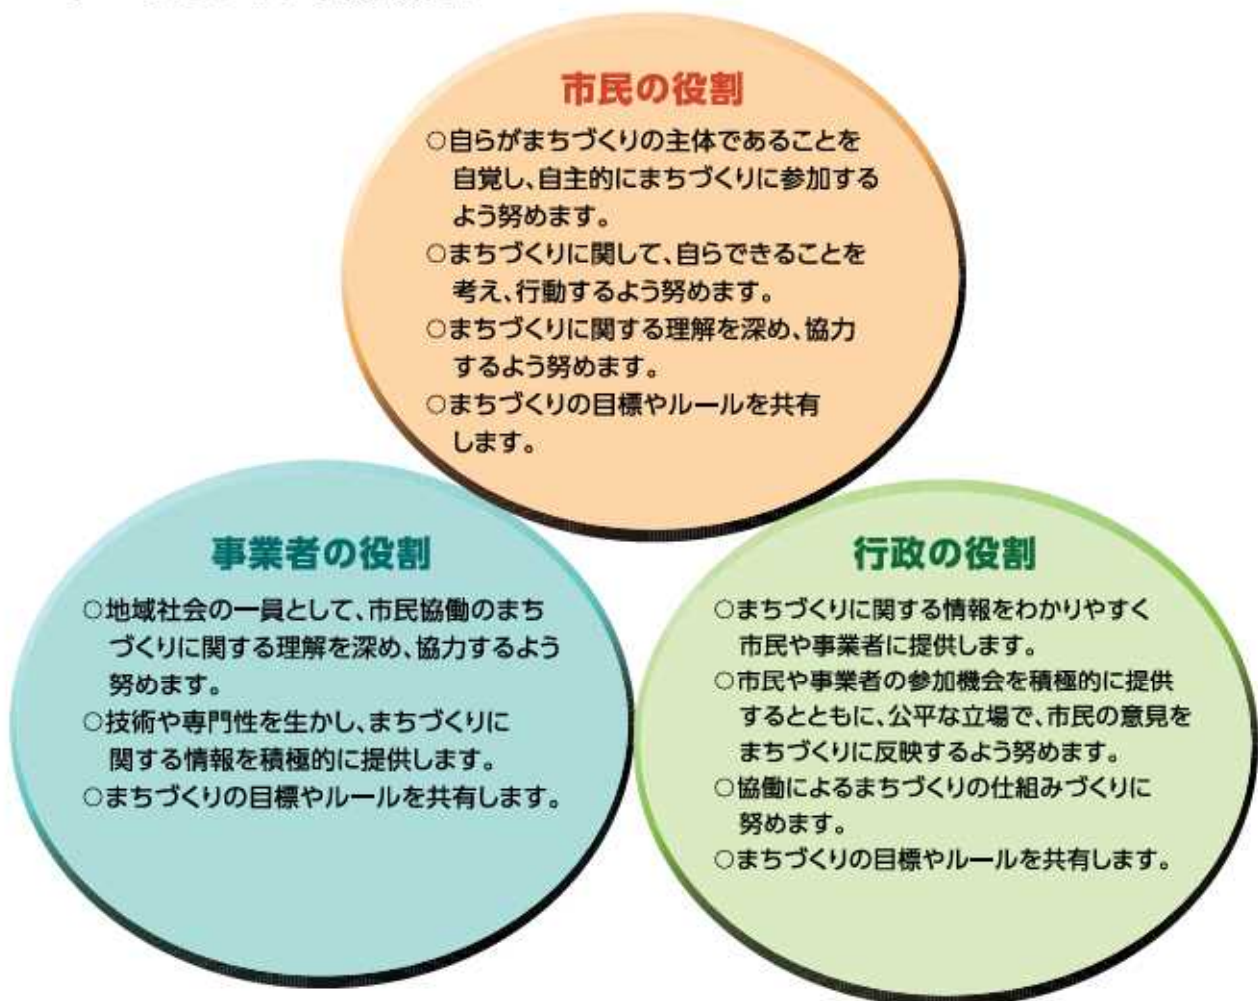 市民の役割
○自らがまちづくりの主体であることを
自覚し、自主的にまちづくりに参加する
よう努めます。
○まちづくりに関して、自らできることを
考え、行動するよう努めます。
○まちづくりに関する理解を深め、協力
するよう努めます。
○まちづくりの目標やルールを共有
します。
事業者の役割
○地域社会の一員として、市民協働のまち
づくりに関する理解を深め、協力するよう
努めます。
○技術や専門性を生かし、まちづくりに
関する情報を積極的に提供します。
○まちづくりの目標やルールを共有します。
行政の役割
○まちづくりに関する情報をわかりやすく
市民や事業者に提供します。
○市民や事業者の参加機会を積極的に提供
するとともに、公平な立場で、市民の意見を
まちづくりに反映するよう努めます。
○協働によるまちづくりの仕組みづくりに
努めます。
○まちづくりの目標やルールを共有します。